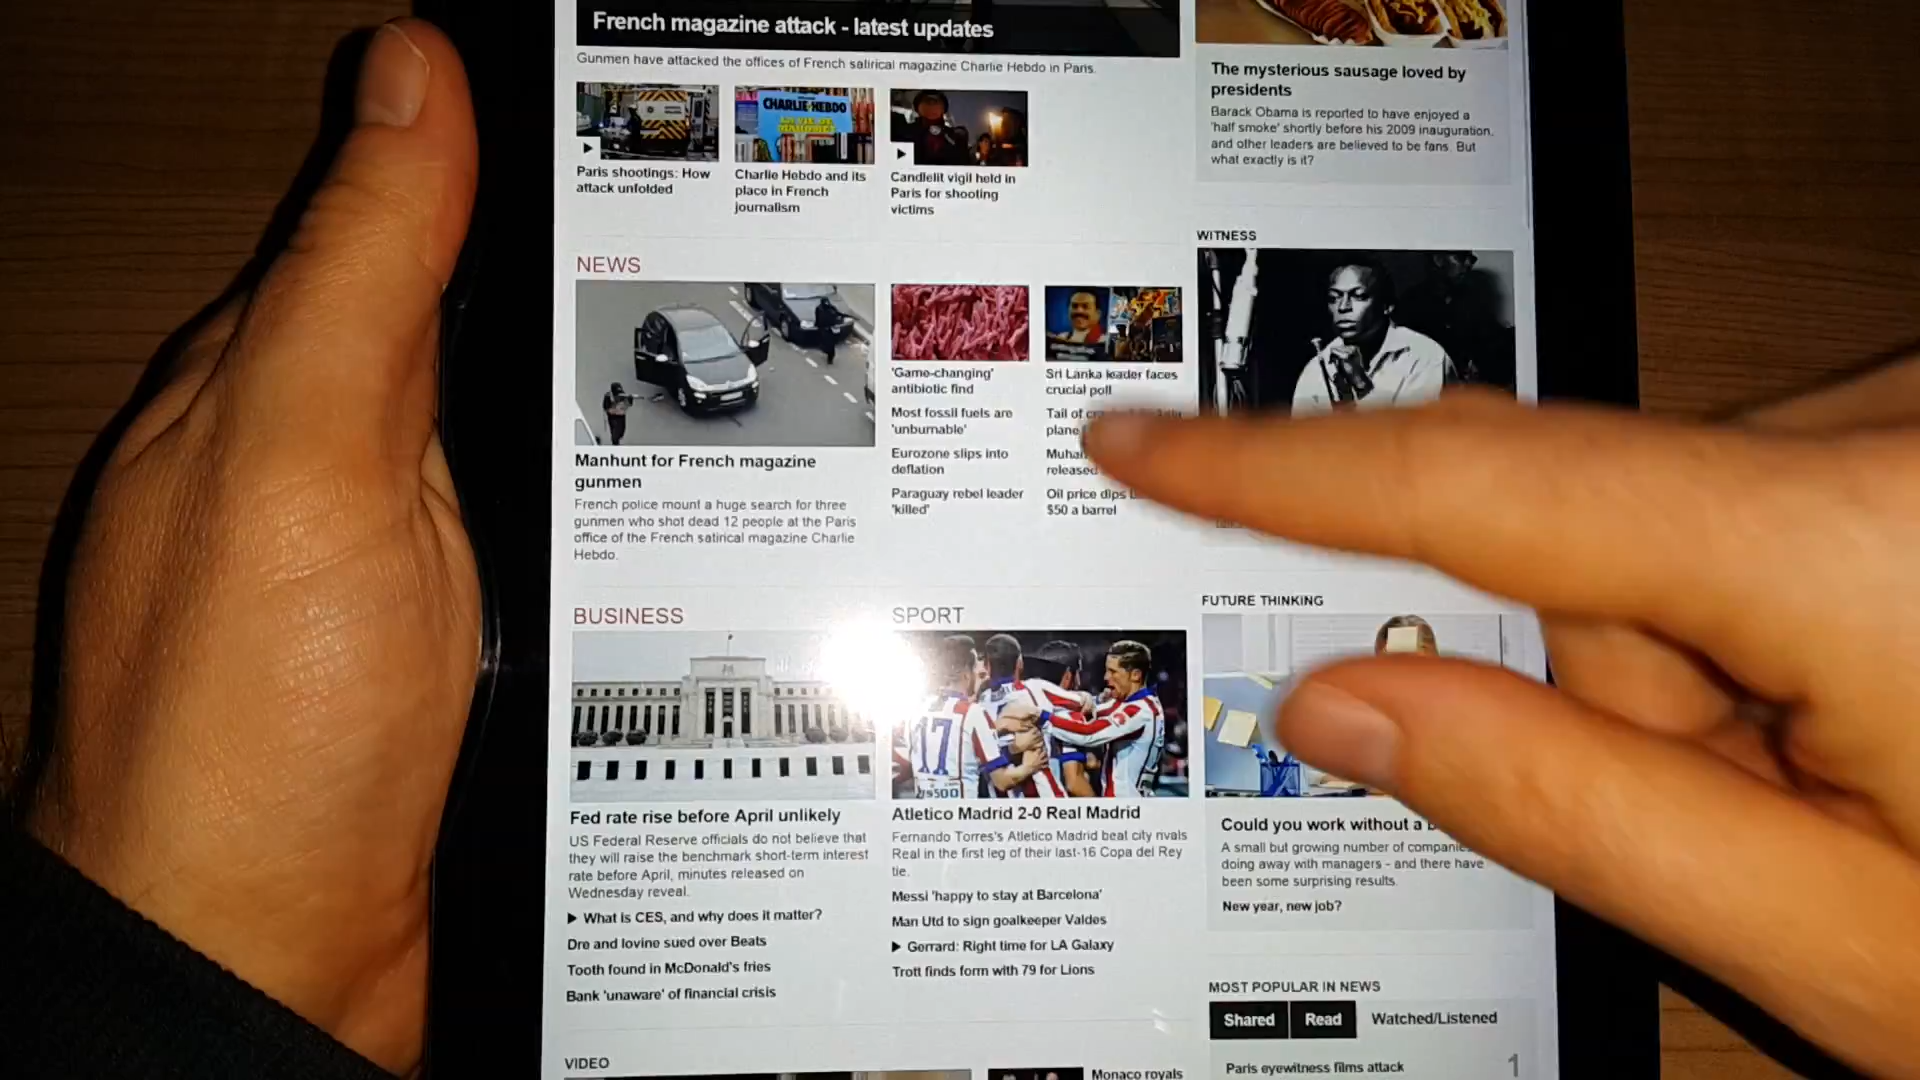 French magazine attack - latest updates
Gunmen have attacked the offices of French satirical magazine Charlie Hebdo in Paris.
CHARLIE HEBDO
Paris shootings: How
attack unfolded
Charlie Hebdo and its
place in French
journalism
Candlelit vigil held in
Paris for shooting
victims
The mysterious sausage loved by
presidents
Barack Obama is reported to have enjoyed a
'half smoke' shortly before his 2009 inauguration,
and other leaders are believed to be fans. But
what exactly is it?
NEWS
Manhunt for French magazine
gunmen
French police mount a huge search for three
gunmen who shot dead 12 people at the Paris
office of the French satirical magazine Charlie
Hebdo.
'Game-changing'
antibiotic find
Most fossil fuels are
'unburnable'
Eurozone slips into
deflation
Paraguay rebel leader
'killed'
Sri Lanka leader faces
crucial poll
Tail of
plane
released
Oil price dips
$50 a barrel
WITNESS
BUSINESS
Fed rate rise before April unlikely
US Federal Reserve officials do not believe that
they will raise the benchmark short-term interest
rate before April, minutes released on
Wednesday reveal.
What is CES, and why does it matter?
Dre and Iovine sued over Beats
Tooth found in McDonald's fries
Bank 'unaware' of financial crisis
SPORT
17
Atletico Madrid 2-0 Real Madrid
Fernando Torres's Atletico Madrid beat city rivals
Real in the first leg of their last-16 Copa del Rey
tie.
Messi 'happy to stay at Barcelona'
Man Utd to sign goalkeeper Valdes
Gerrard: Right time for LA Galaxy
Trott finds form with 79 for Lions
FUTURE THINKING
Could you work without a
A small but growing number of companies
doing away with managers - and there have
been some surprising results.
New year, new job?
MOST POPULAR IN NEWS
Shared Read Watched/Listened
Paris eyewitness films attack 1
VIDEO
Monaco royals